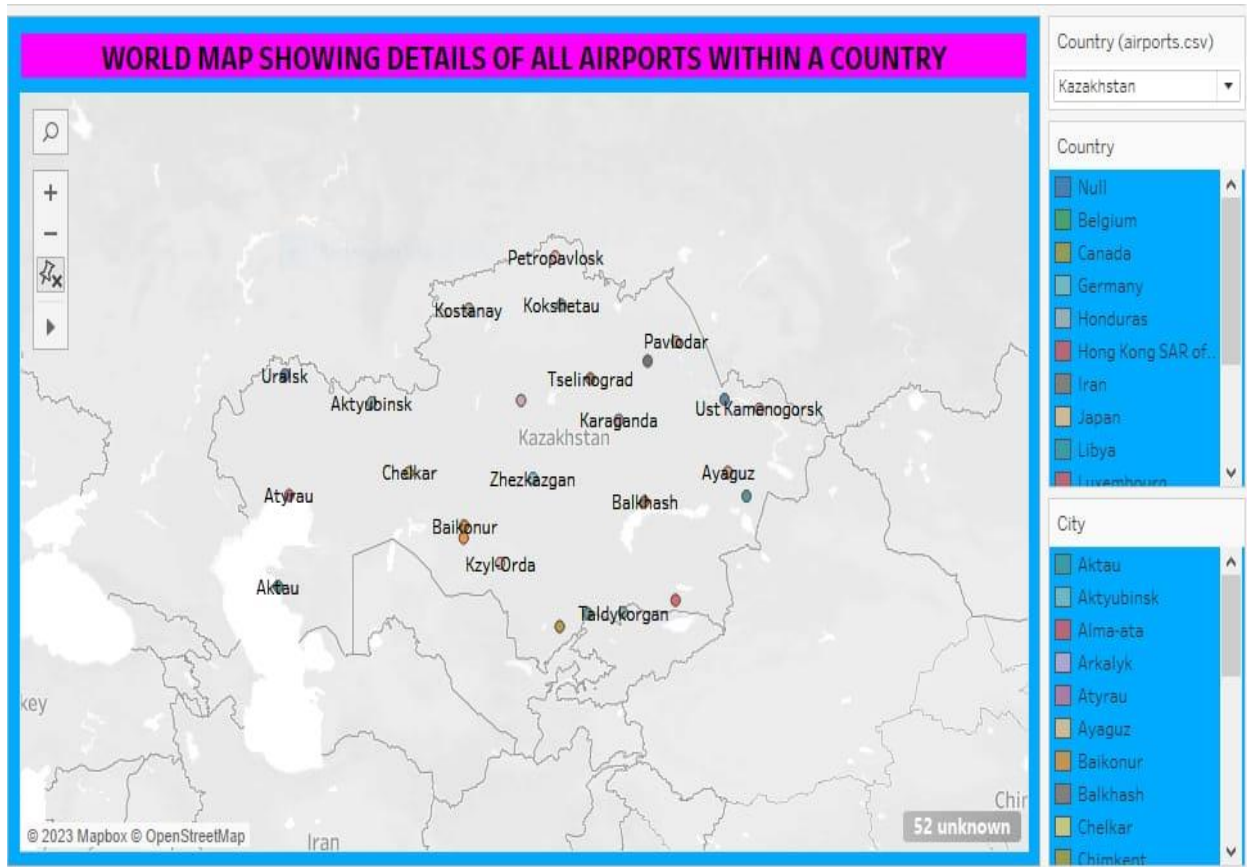 WORLD MAP SHOWING DETAILS OF ALL AIRPORTS WITHIN A COUNTRY
Petropavlosk
Kostanay
Kokshetau
Pavlodar
Uralsk
Tselinograd
Aktyubinsk
Ust Kamenogorsk
Karaganda
Kazakhstan
Chelkar
Zhezkazgan
Ayaguz
Atyrau
Balkhash
Baikonur
Kzyl-Orda
Aktau
Taldykorgan
key
Chir
52 unknown
© 2023 Mapbox © OpenStreetMap
Iran
Country (airports.csv)
Kazakhstan
Country
Null
Belgium
Canada
Germany
Honduras
Hong Kong SAR of..
Iran
Japan
Libya
Luxembourg
City
Aktau
Aktyubinsk
Alma-ata
Arkalyk
Atyrau
Ayaguz
Baikonur
Balkhash
Chelkar
Chimkent